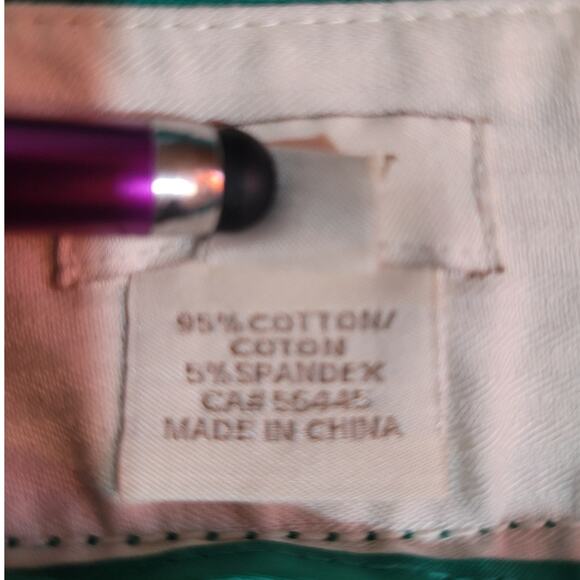 95% COTTON/
COTON
5% SPANDEX
CA# 56445
MADE IN CHINA